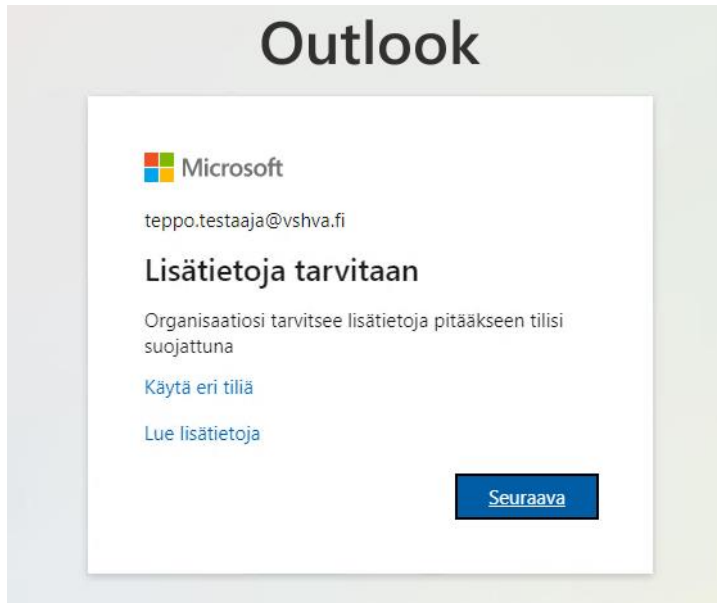 Outlook
Microsoft
teppo.testaaja@vshva.fi
Lisätietoja tarvitaan
Organisaatiosi tarvitsee lisätietoja pitääkseen tilisi
suojattuna
Käytä eri tiliä
Lue lisätietoja
Seuraava